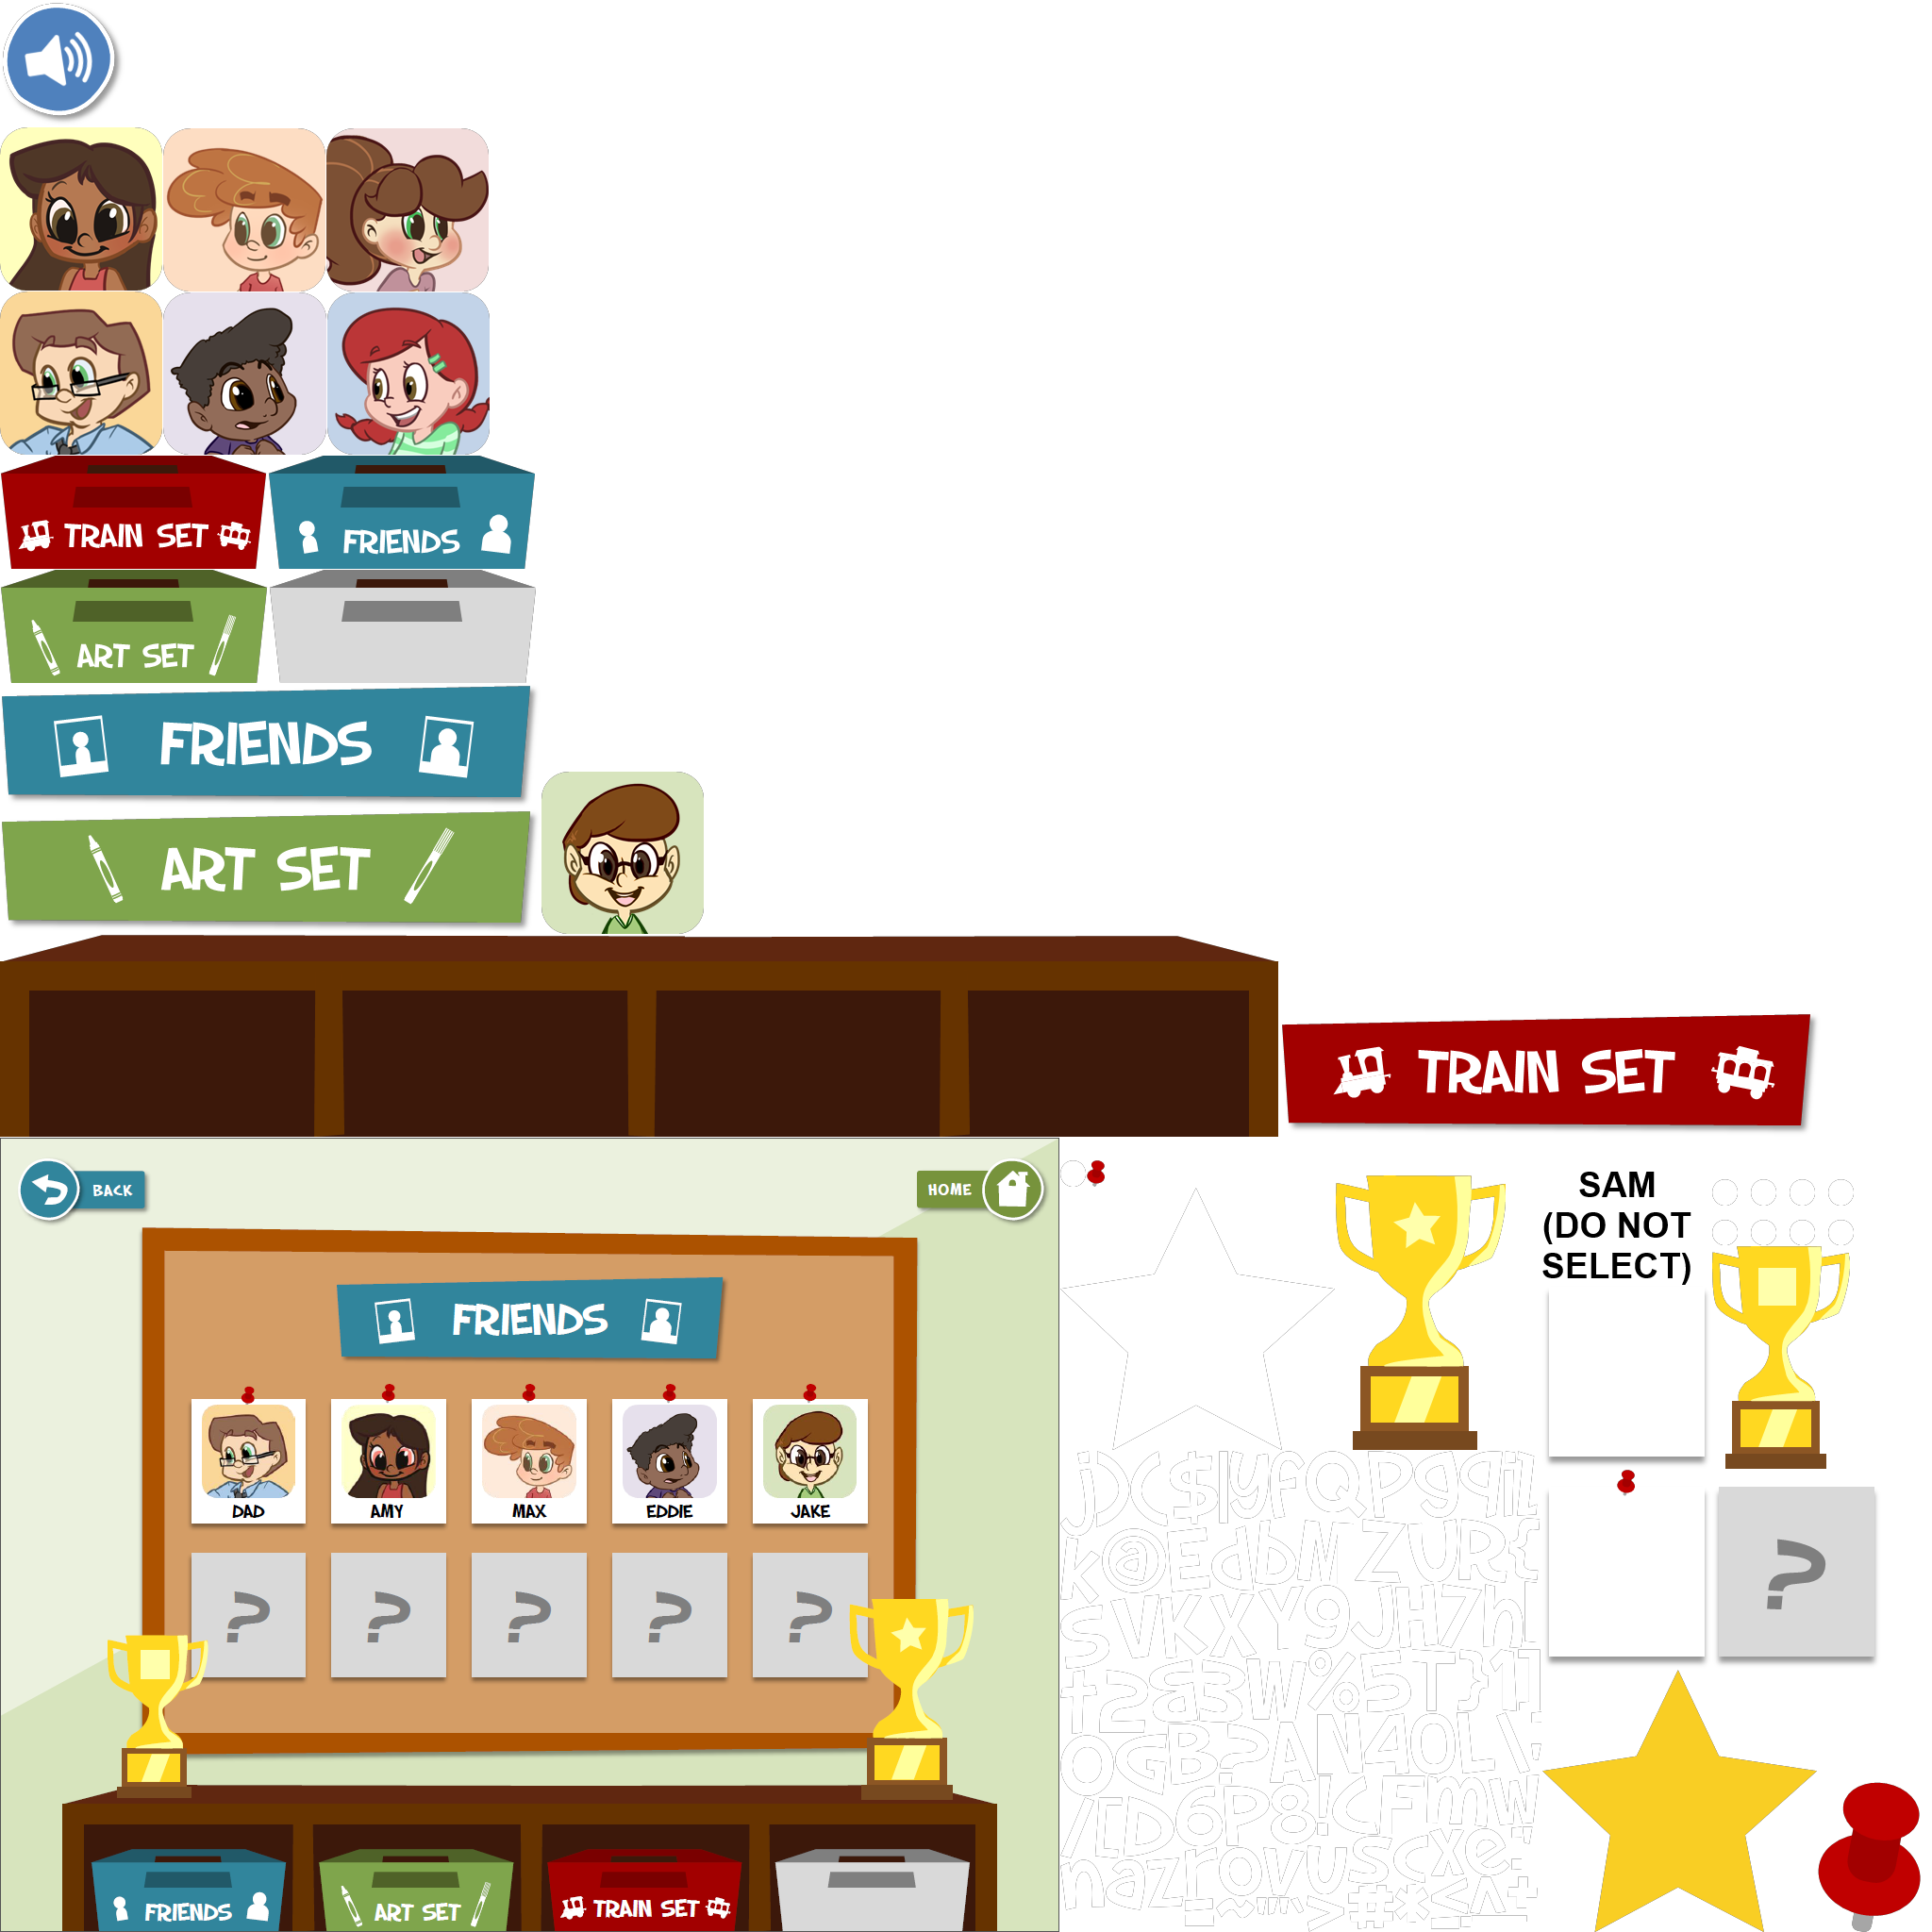 TRAIN SET
FRIENDS
ART SET
FRIENDS
ART SET
TRAIN SET
BACK
HOME
FRIENDS
DAD
AMY
MAX
EDDIE
JAKE
? ? ? ? ?
FRIENDS
ART SET
TRAIN SET
SAM
(DO NOT
SELECT)
?